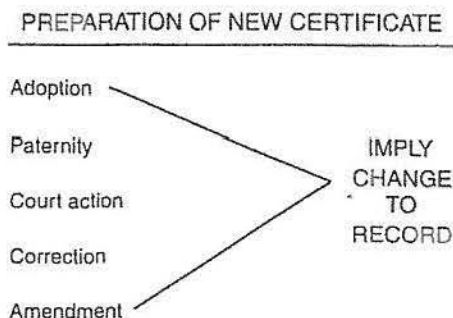 PREPARATION OF NEW CERTIFICATE
Adoption
Paternity
Court action
Correction
Amendment
IMPLY
CHANGE
TO
RECORD